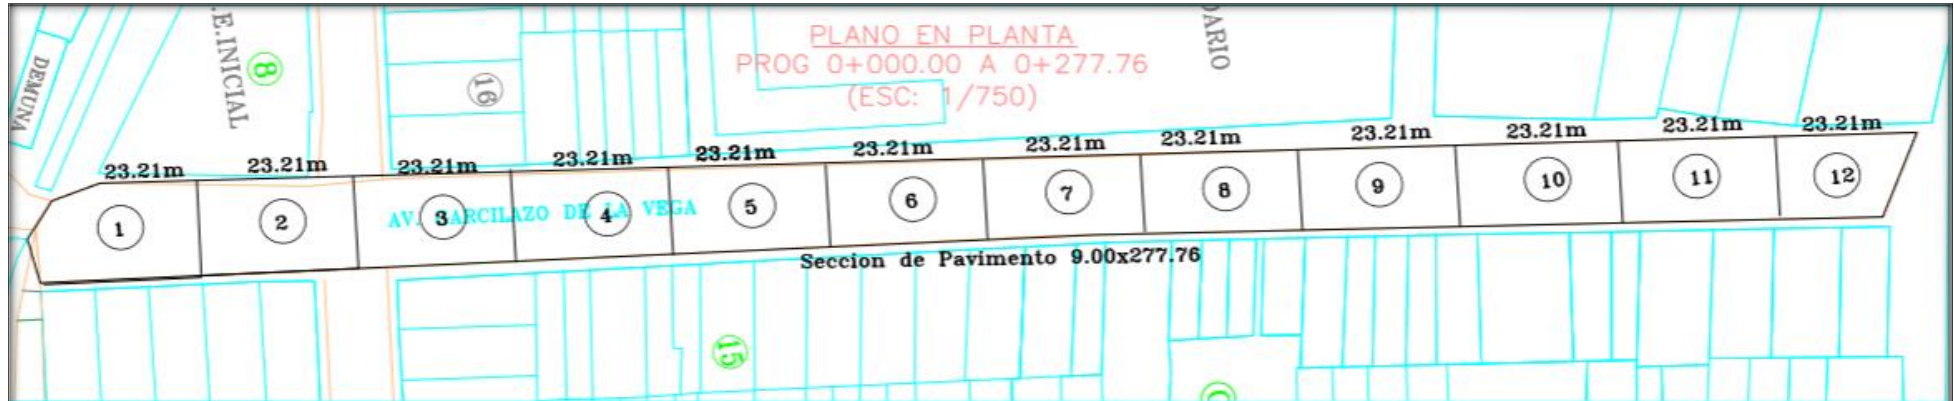 PLANO EN PLANTA
PROG 0+000.00 A 0+277.76
(ESC: 1/750)
DEMUNA
.E.INICIAL
8
16
DARIO
23.21m
23.21m
23.21m
23.21m
23.21m
23.21m
23.21m
23.21m
23.21m
23.21m
23.21m
23.21m
1
2
3
4
5
6
7
8
9
10
11
12
AV. GARCILAZO DE LA VEGA
Seccion de Pavimento 9.00x277.76
15